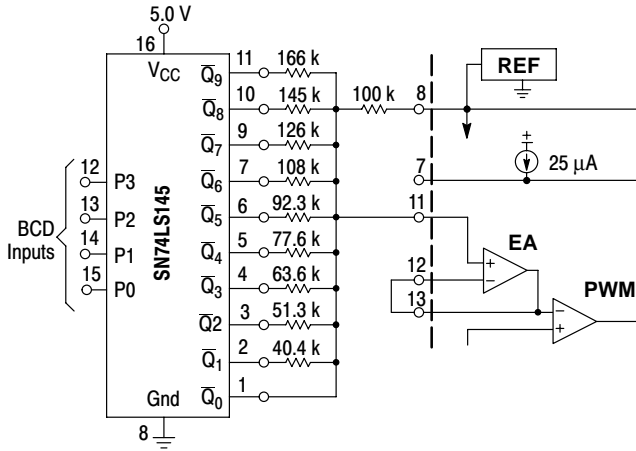 5.0 V
16
V_CC
SN74LS145
BCD
Inputs
12 P3
13 P2
14 P1
15 P0
Q̅9 11 166 k
Q̅8 10 145 k
Q̅7 9 126 k
Q̅6 7 108 k
Q̅5 6 92.3 k
Q̅4 5 77.6 k
Q̅3 4 63.6 k
Q̅2 3 51.3 k
Q̅1 2 40.4 k
Q̅0 1
Gnd
8
100 k 8
REF
7 25 μA
11
EA
+
−
12
13
PWM
−
+
+